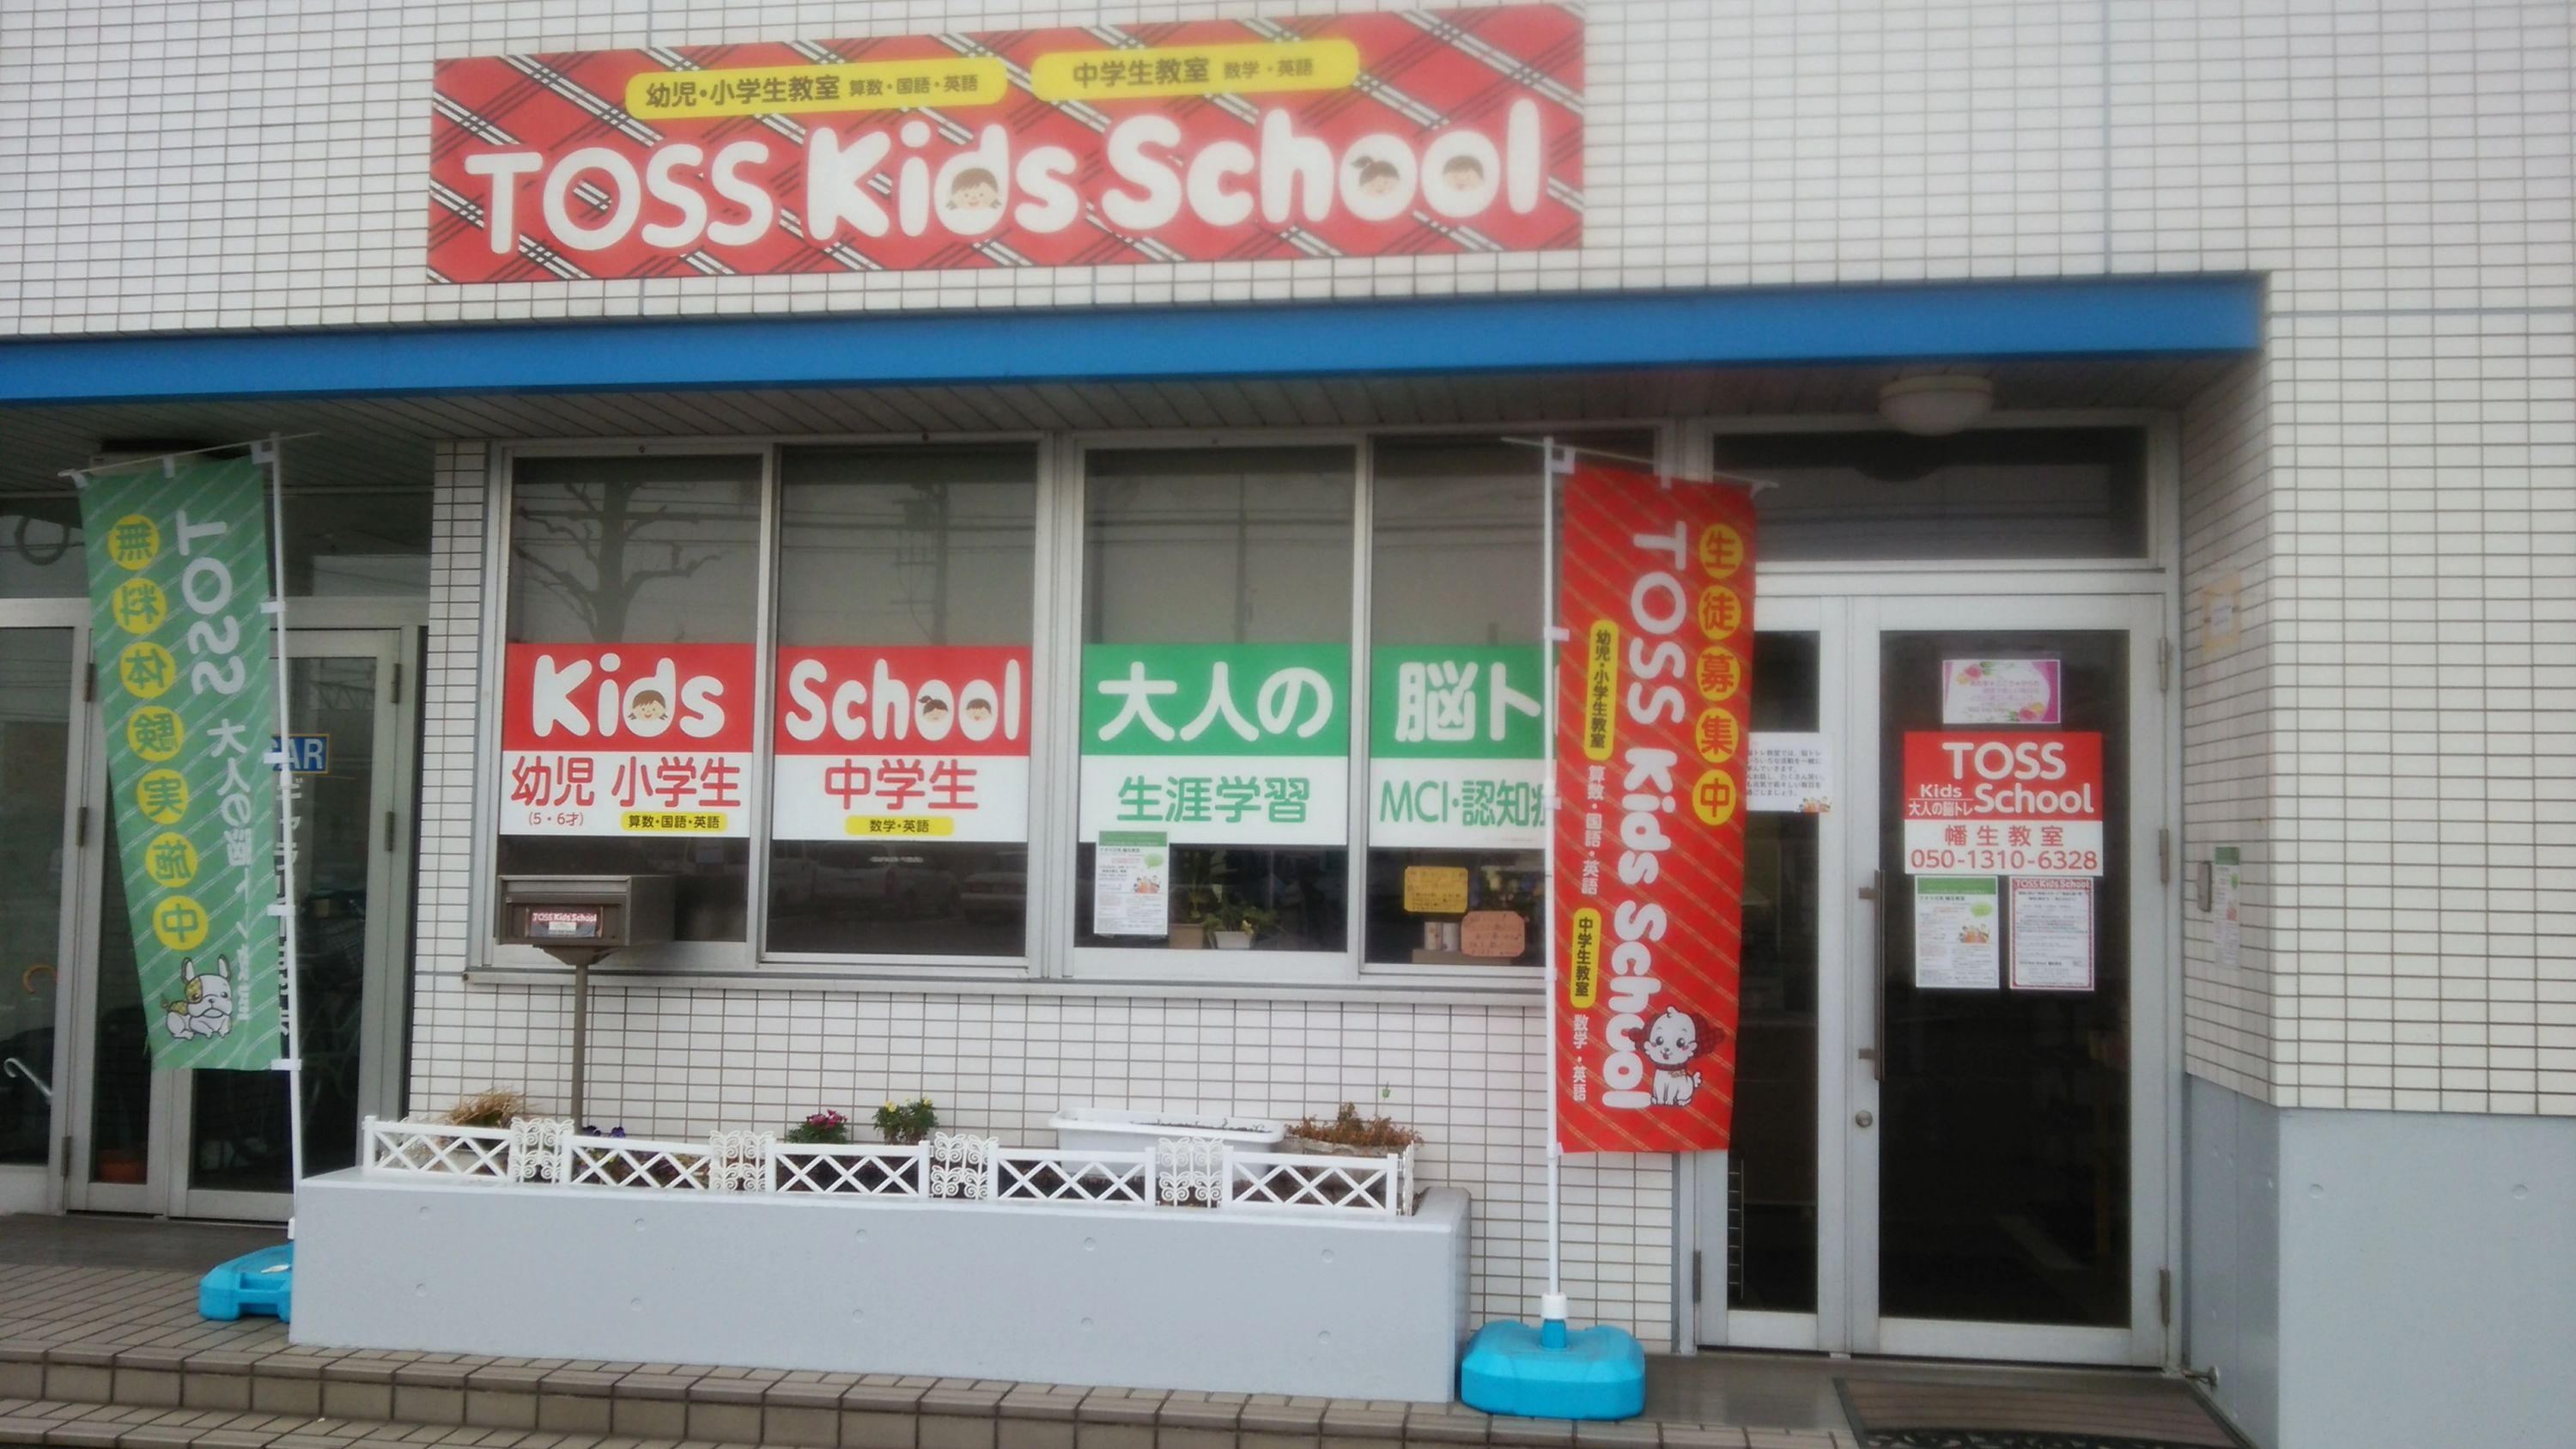 幼児・小学生教室 算数・国語・英語
中学生教室 数学・英語
TOSS Kids School
TOSS 大人の脳トレ教室
無料体験実施中
Kids
幼児 小学生
(5・6才)
算数・国語・英語
School
中学生
数学・英語
大人の
生涯学習
脳ト
MCI・認知
TOSS Kids School
生徒募集中
TOSS Kids School
幼児・小学生教室 算数・国語・英語 中学生教室 数学・英語
AR
TOSS
Kids
大人の脳トレ School
幡生教室
050-1310-6328
TOSS Kids School